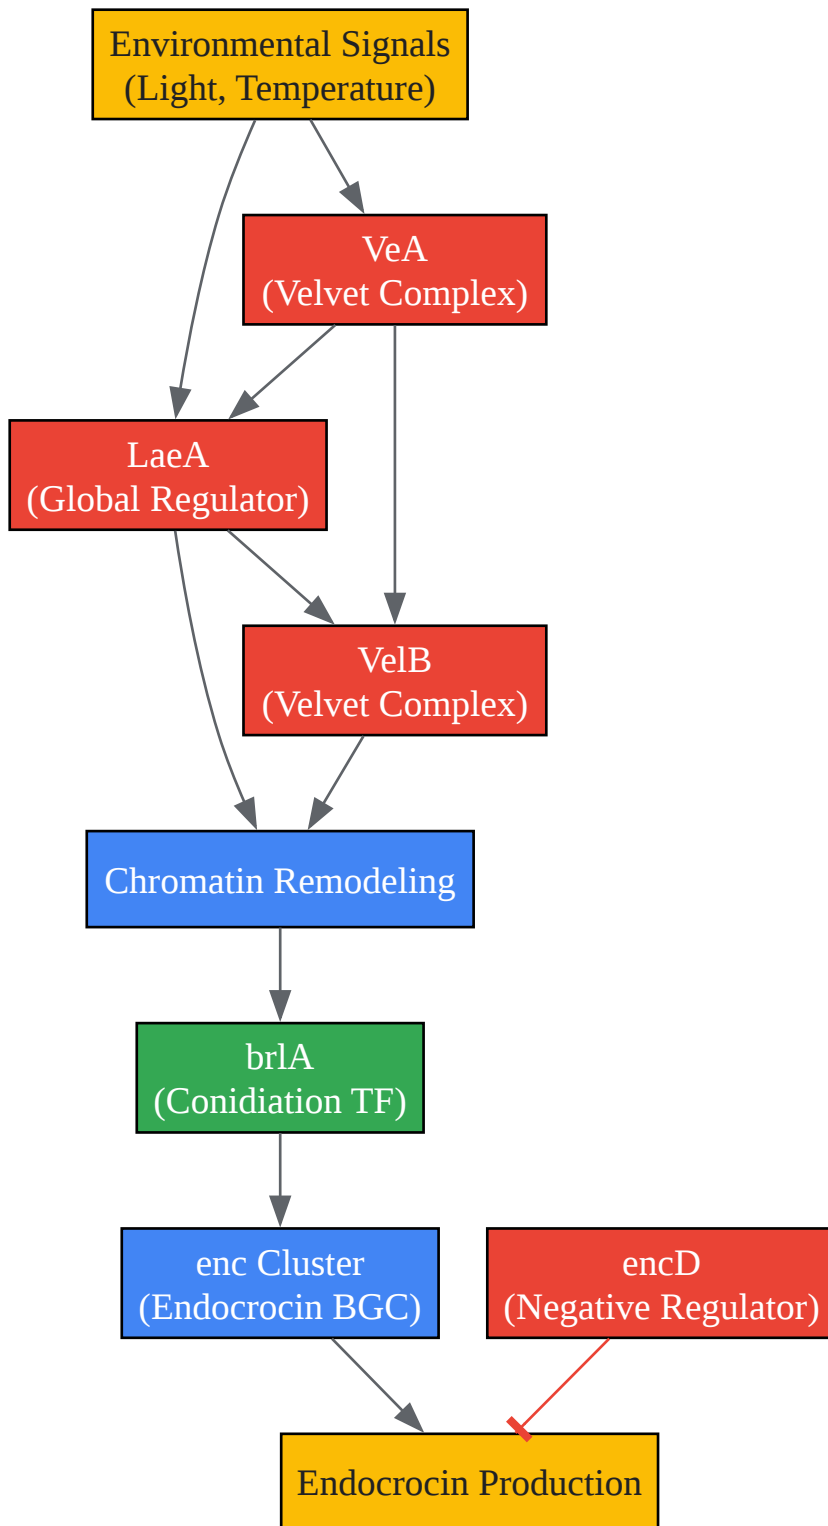 Environmental Signals
(Light, Temperature)
VeA
(Velvet Complex)
LaeA
(Global Regulator)
VelB
(Velvet Complex)
Chromatin Remodeling
brlA
(Conidiation TF)
enc Cluster
(Endocrocin BGC)
encD
(Negative Regulator)
Endocrocin Production